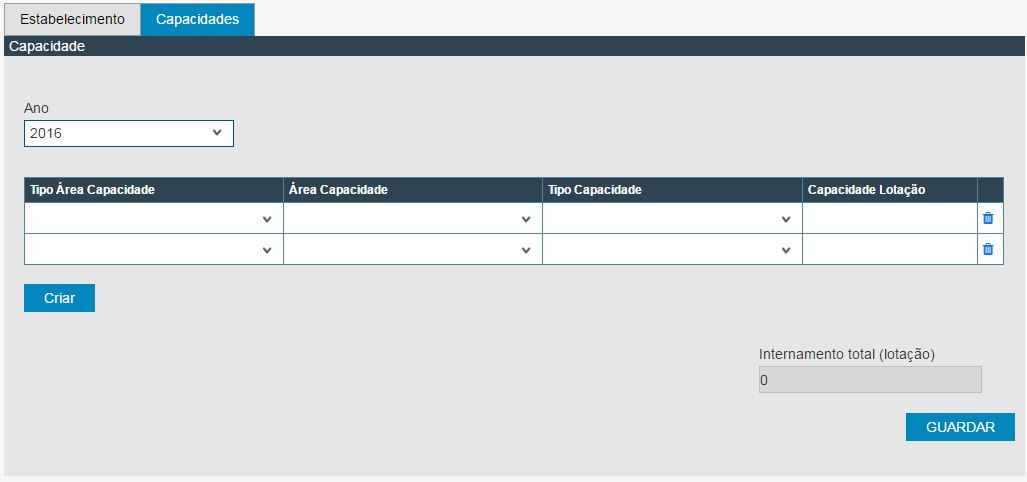 Estabelecimento Capacidades
Capacidade
Ano
2016
Tipo Área Capacidade Área Capacidade Tipo Capacidade Capacidade Lotação
Criar
Internamento total (lotação)
0
GUARDAR